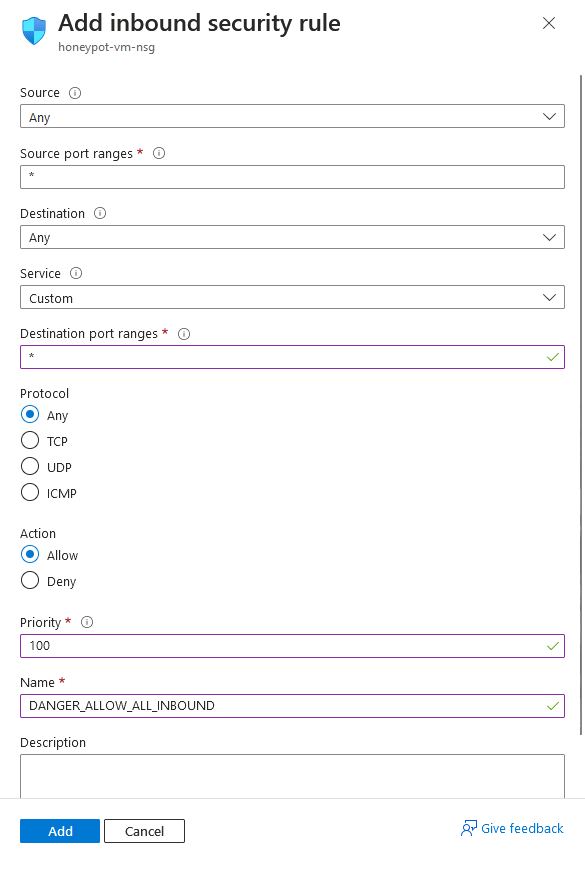 Add inbound security rule
honeypot-vm-nsg
Source
Any
Source port ranges *
*
Destination
Any
Service
Custom
Destination port ranges *
*
Protocol
Any
TCP
UDP
ICMP
Action
Allow
Deny
Priority *
100
Name *
DANGER_ALLOW_ALL_INBOUND
Description
Add Cancel Give feedback